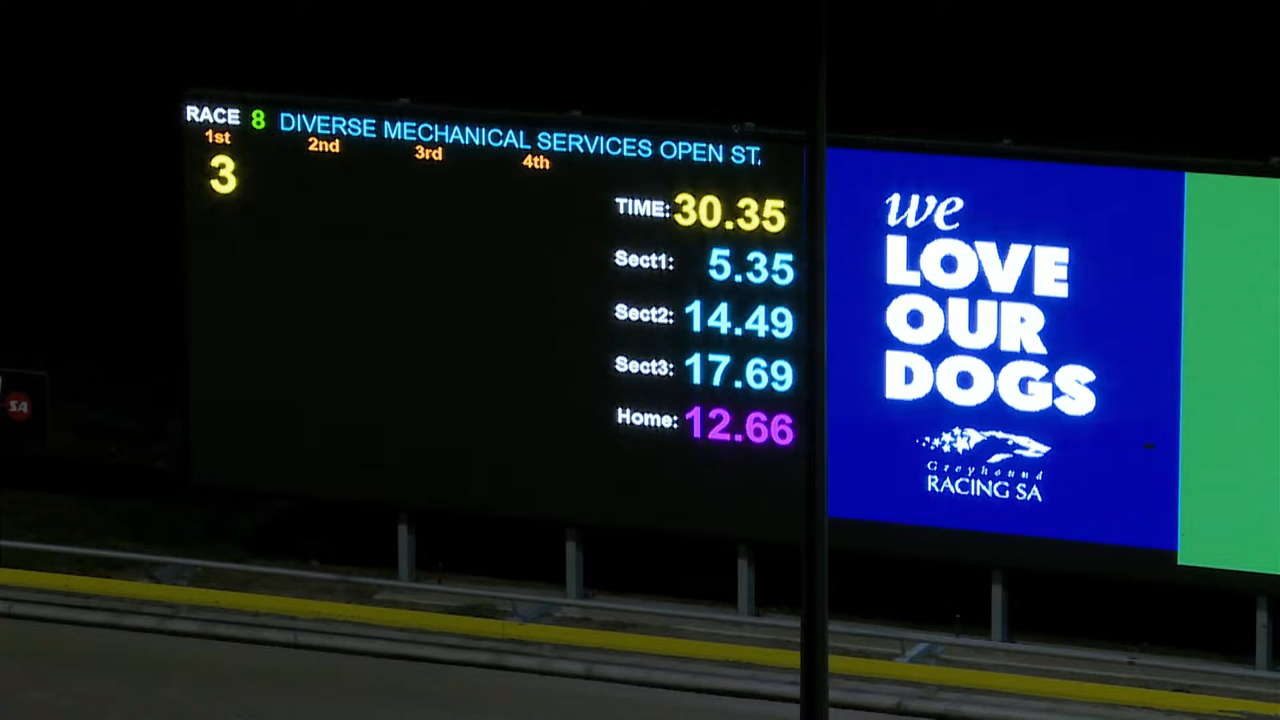 RACE 8 DIVERSE MECHANICAL SERVICES OPEN ST.
1st 2nd 3rd 4th
3
TIME: 30.35
Sect1: 5.35
Sect2: 14.49
Sect3: 17.69
Home: 12.66
we
LOVE
OUR
DOGS
Greyhound
RACING SA
SA